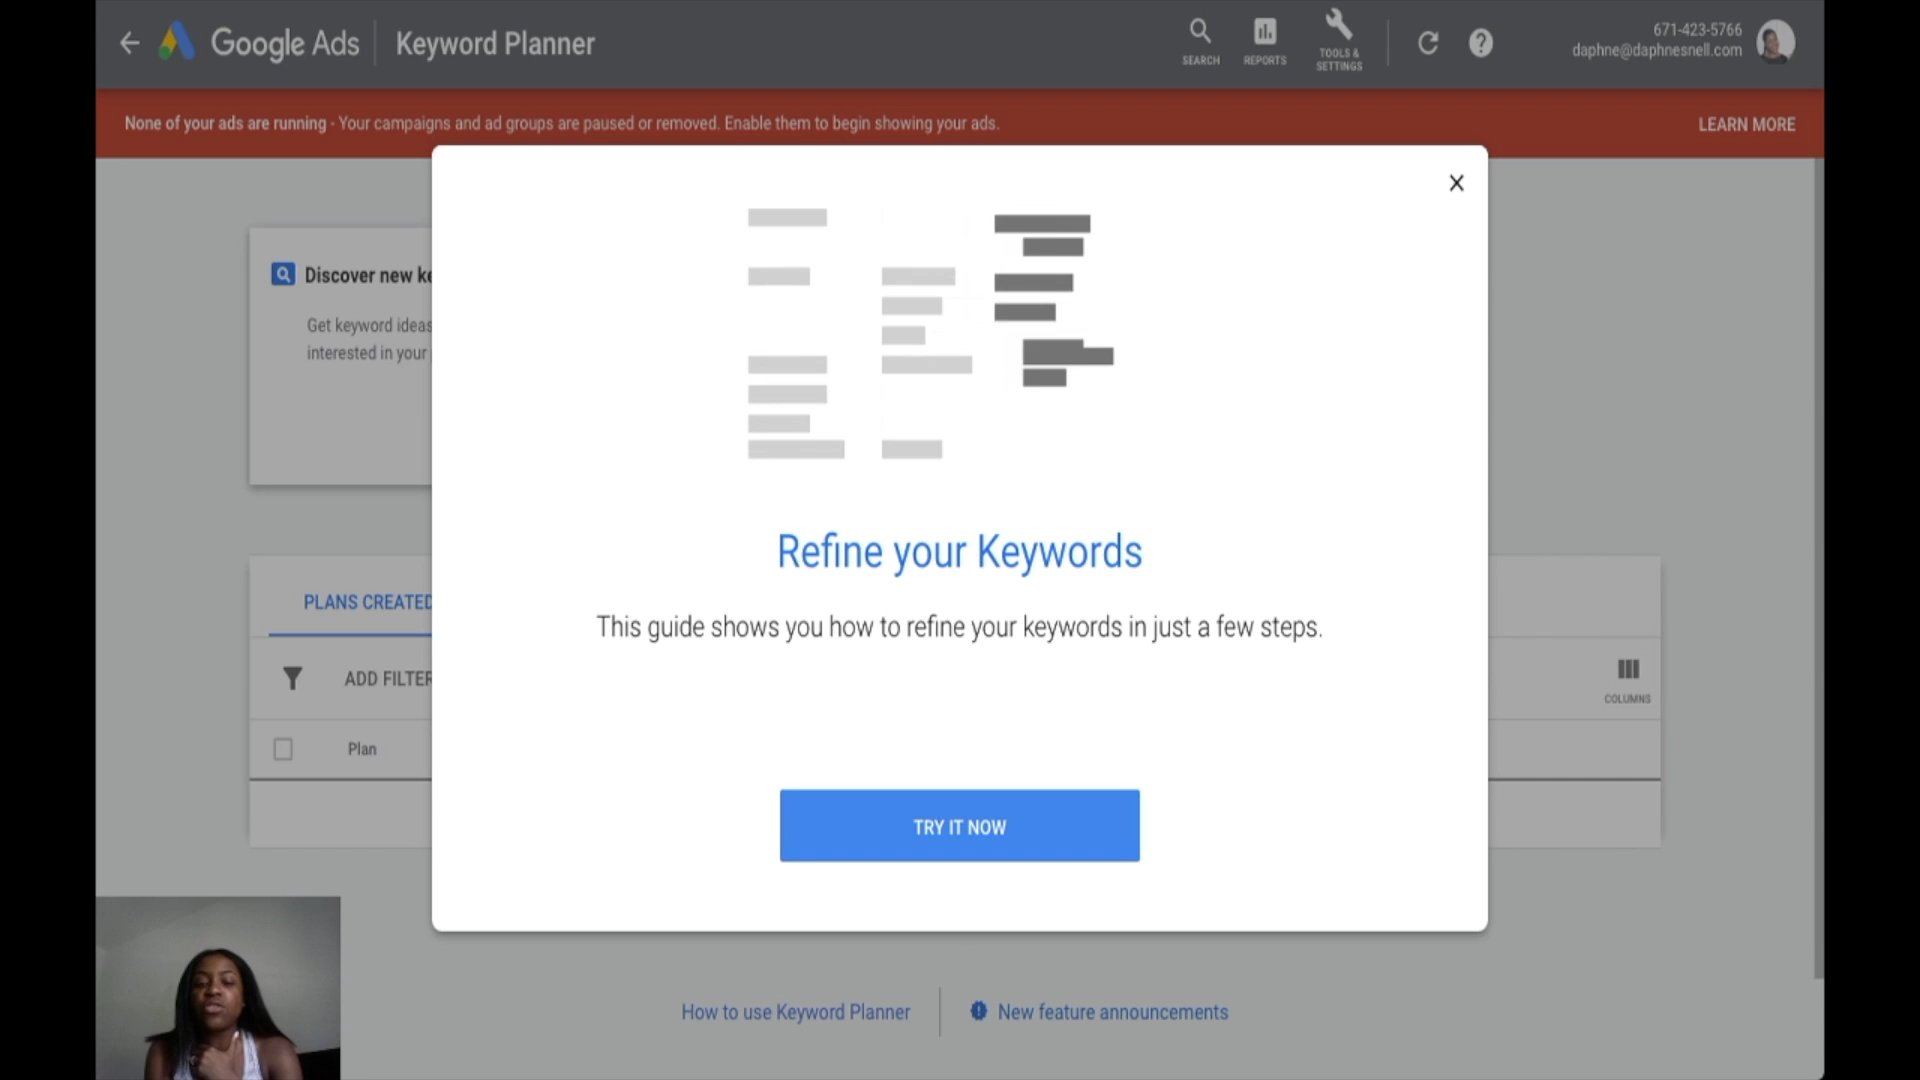 Google Ads
Keyword Planner
SEARCH
REPORTS
TOOLS &
SETTINGS
671-423-5766
daphne@daphnesnell.com
None of your ads are running - Your campaigns and ad groups are paused or removed. Enable them to begin showing your ads.
LEARN MORE
Discover new ke
Get keyword ideas
interested in your
Refine your Keywords
This guide shows you how to refine your keywords in just a few steps.
PLANS CREATED
ADD FILTER
COLUMNS
Plan
TRY IT NOW
How to use Keyword Planner
New feature announcements